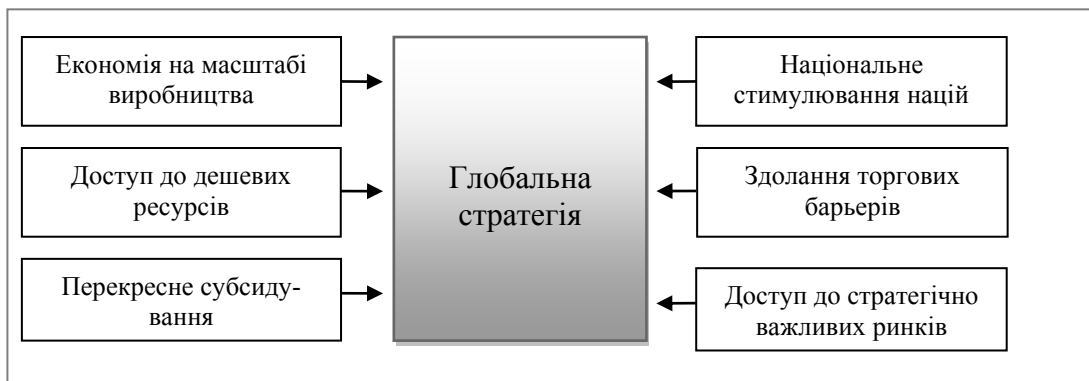 Економія на масштабі
виробництва
Доступ до дешевих
ресурсів
Перекресне субсиду-
вання
Глобальна
стратегія
Національне
стимулювання націй
Здолання торгових
барьерів
Доступ до стратегічно
важливих ринків